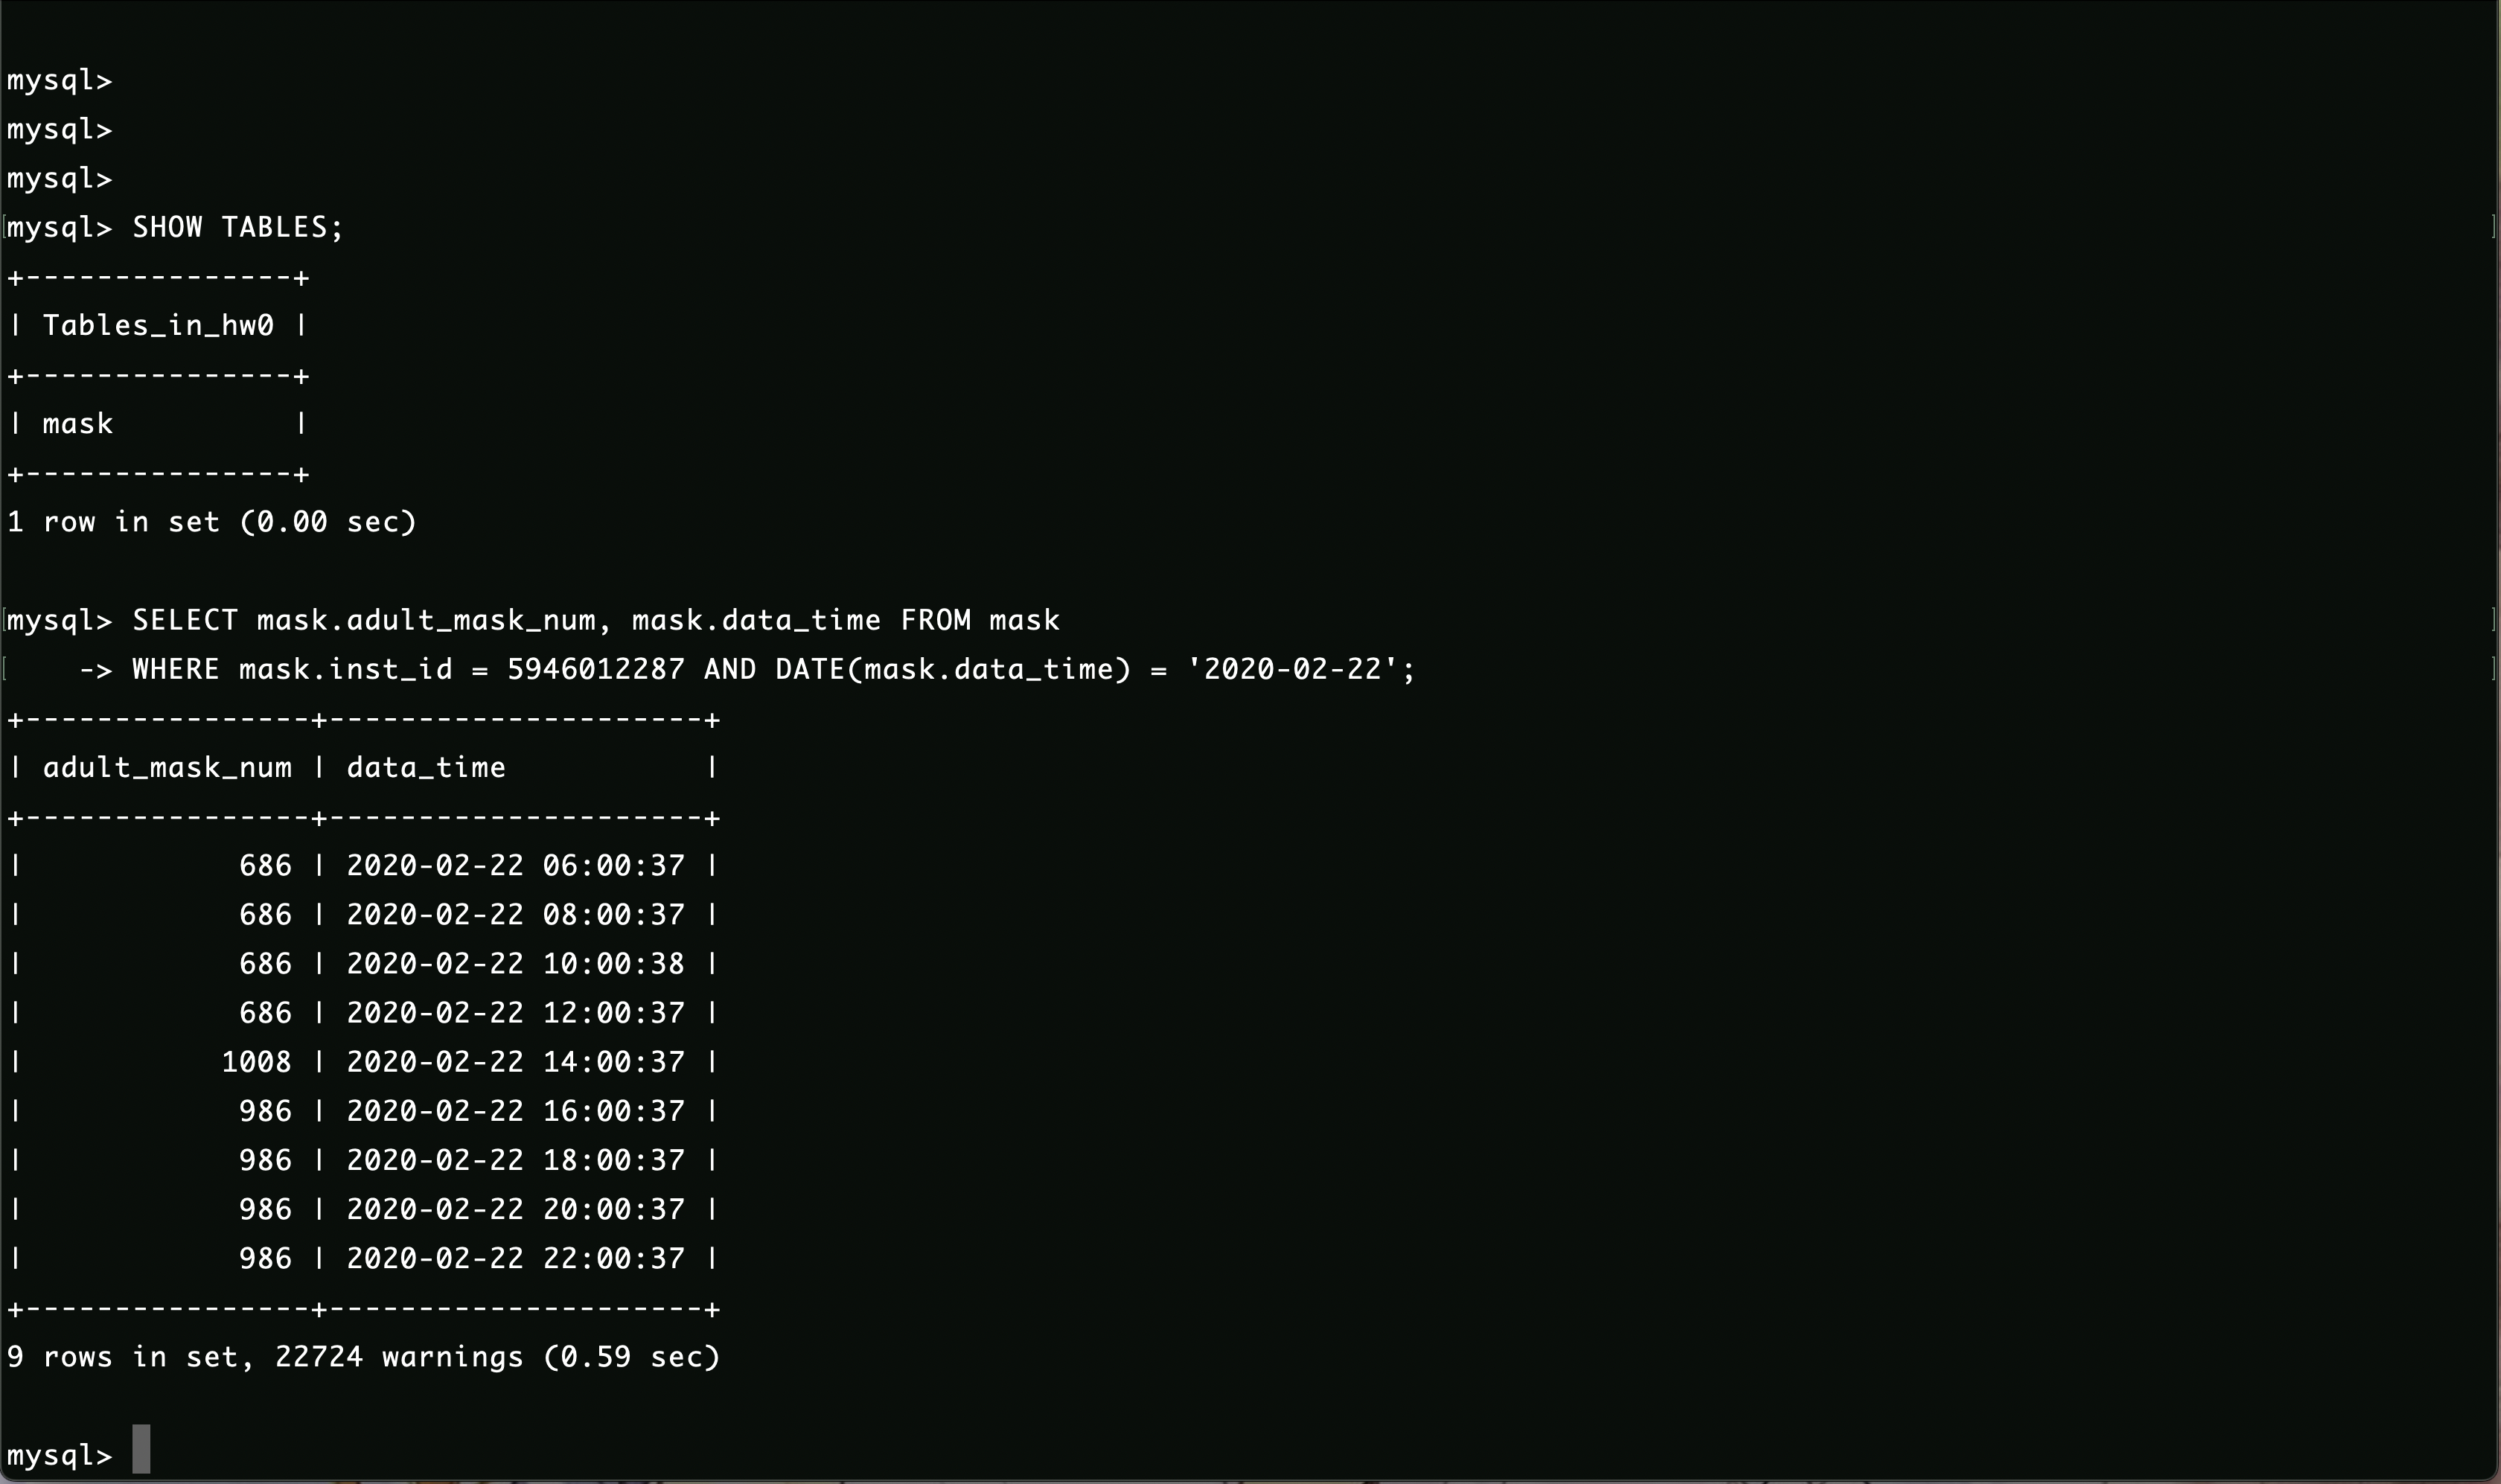 mysql>
mysql>
mysql>
mysql> SHOW TABLES;
+---------------+
| Tables_in_hw0 |
+---------------+
| mask          |
+---------------+
1 row in set (0.00 sec)

mysql> SELECT mask.adult_mask_num, mask.data_time FROM mask
    -> WHERE mask.inst_id = 5946012287 AND DATE(mask.data_time) = '2020-02-22';
+----------------+---------------------+
| adult_mask_num | data_time           |
+----------------+---------------------+
|            686 | 2020-02-22 06:00:37 |
|            686 | 2020-02-22 08:00:37 |
|            686 | 2020-02-22 10:00:38 |
|            686 | 2020-02-22 12:00:37 |
|           1008 | 2020-02-22 14:00:37 |
|            986 | 2020-02-22 16:00:37 |
|            986 | 2020-02-22 18:00:37 |
|            986 | 2020-02-22 20:00:37 |
|            986 | 2020-02-22 22:00:37 |
+----------------+---------------------+
9 rows in set, 22724 warnings (0.59 sec)

mysql>